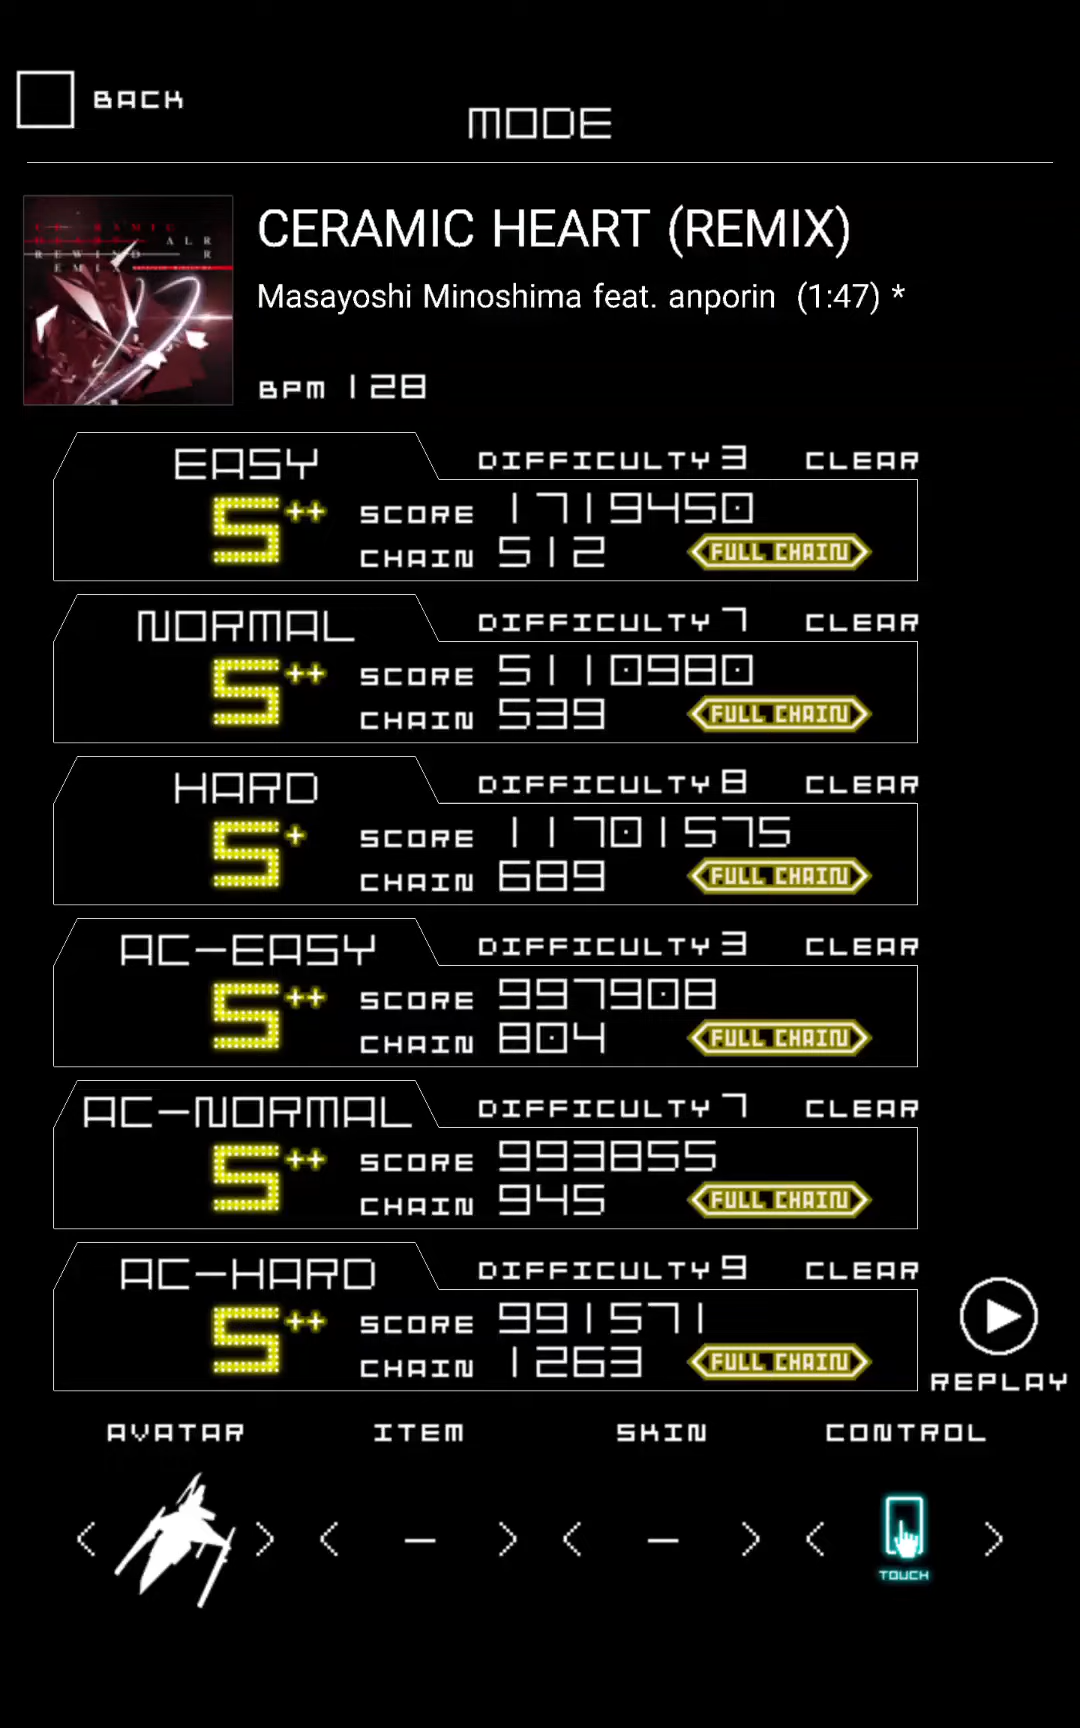 BACK
MODE
CERAMIC HEART (REMIX)
Masayoshi Minoshima feat. anporin (1:47) *
BPM 128
EASY DIFFICULTY 3 CLEAR
S++ SCORE 1719450
CHAIN 512 FULL CHAIN
NORMAL DIFFICULTY 7 CLEAR
S++ SCORE 5110980
CHAIN 539 FULL CHAIN
HARD DIFFICULTY 8 CLEAR
S+ SCORE 11701575
CHAIN 689 FULL CHAIN
AC-EASY DIFFICULTY 3 CLEAR
S++ SCORE 997908
CHAIN 804 FULL CHAIN
AC-NORMAL DIFFICULTY 7 CLEAR
S++ SCORE 993855
CHAIN 945 FULL CHAIN
AC-HARD DIFFICULTY 9 CLEAR
S++ SCORE 991571
CHAIN 1263 FULL CHAIN
REPLAY
AVATAR ITEM SKIN CONTROL
TOUCH